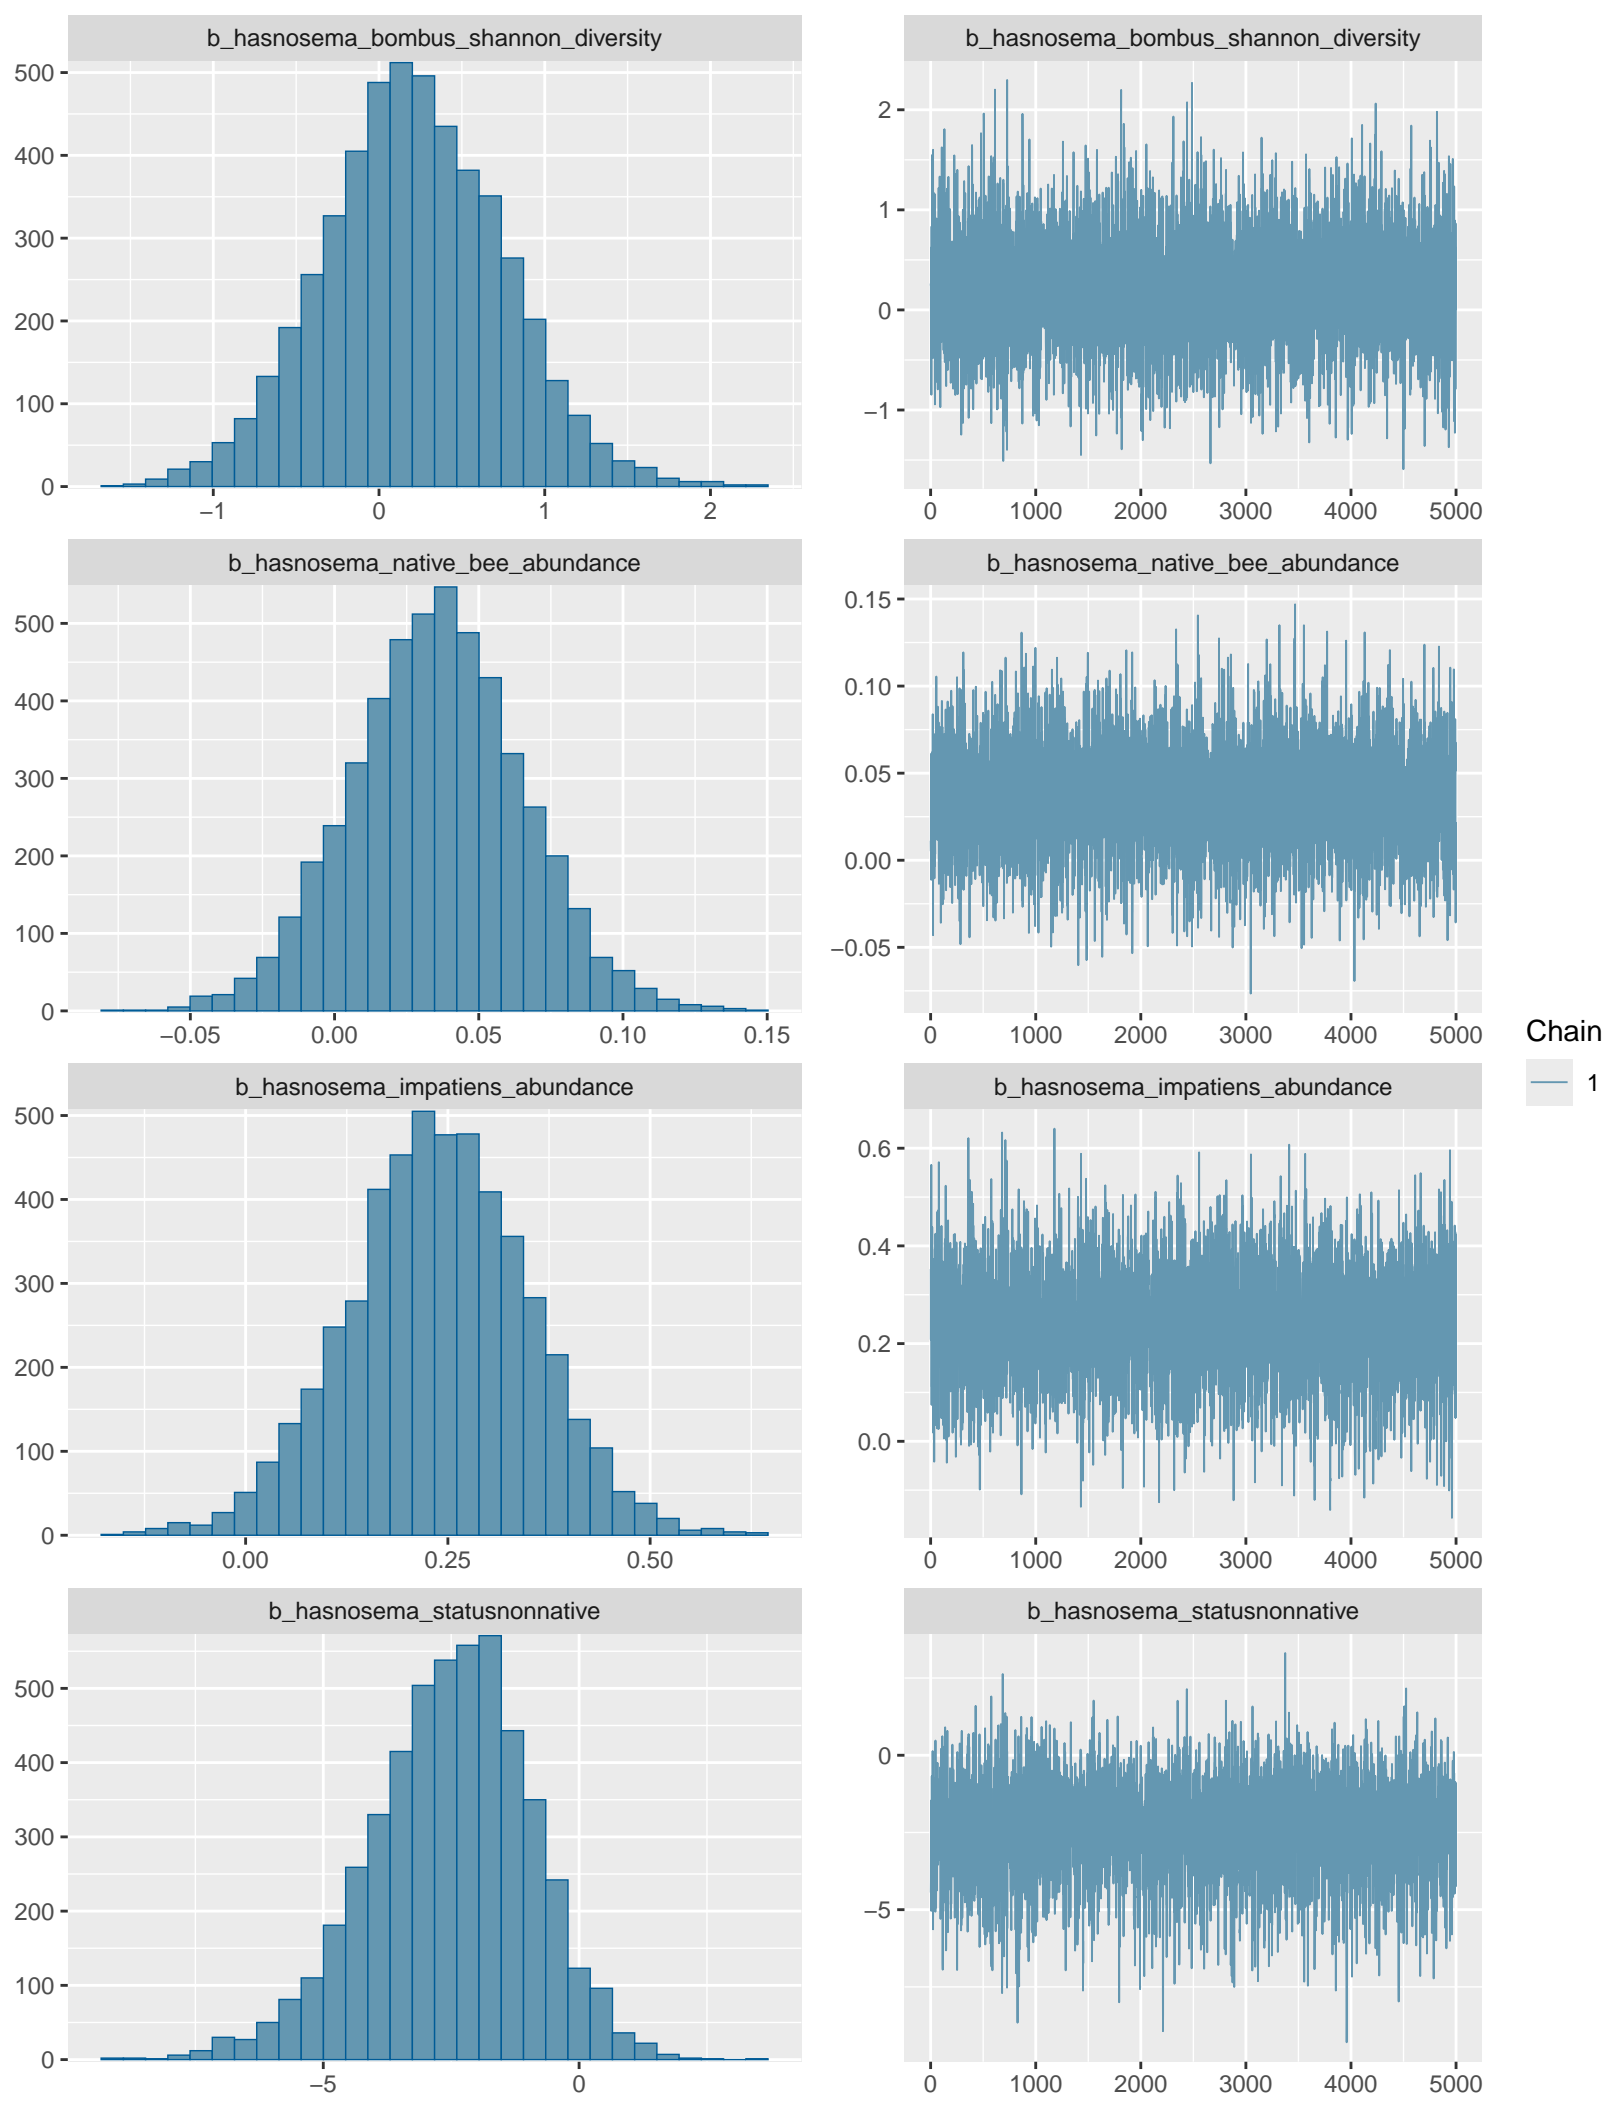 b_hasnosema_bombus_shannon_diversity
500
400
300
200
100
0
−1 0 1 2
b_hasnosema_bombus_shannon_diversity
2
1
0
−1
0 1000 2000 3000 4000 5000
b_hasnosema_native_bee_abundance
500
400
300
200
100
0
−0.05 0.00 0.05 0.10 0.15
b_hasnosema_native_bee_abundance
0.15
0.10
0.05
0.00
−0.05
0 1000 2000 3000 4000 5000
b_hasnosema_impatiens_abundance
500
400
300
200
100
0
0.00 0.25 0.50
b_hasnosema_impatiens_abundance
0.6
0.4
0.2
0.0
0 1000 2000 3000 4000 5000
b_hasnosema_statusnonnative
500
400
300
200
100
0
−5 0
b_hasnosema_statusnonnative
0
−5
0 1000 2000 3000 4000 5000
Chain
1